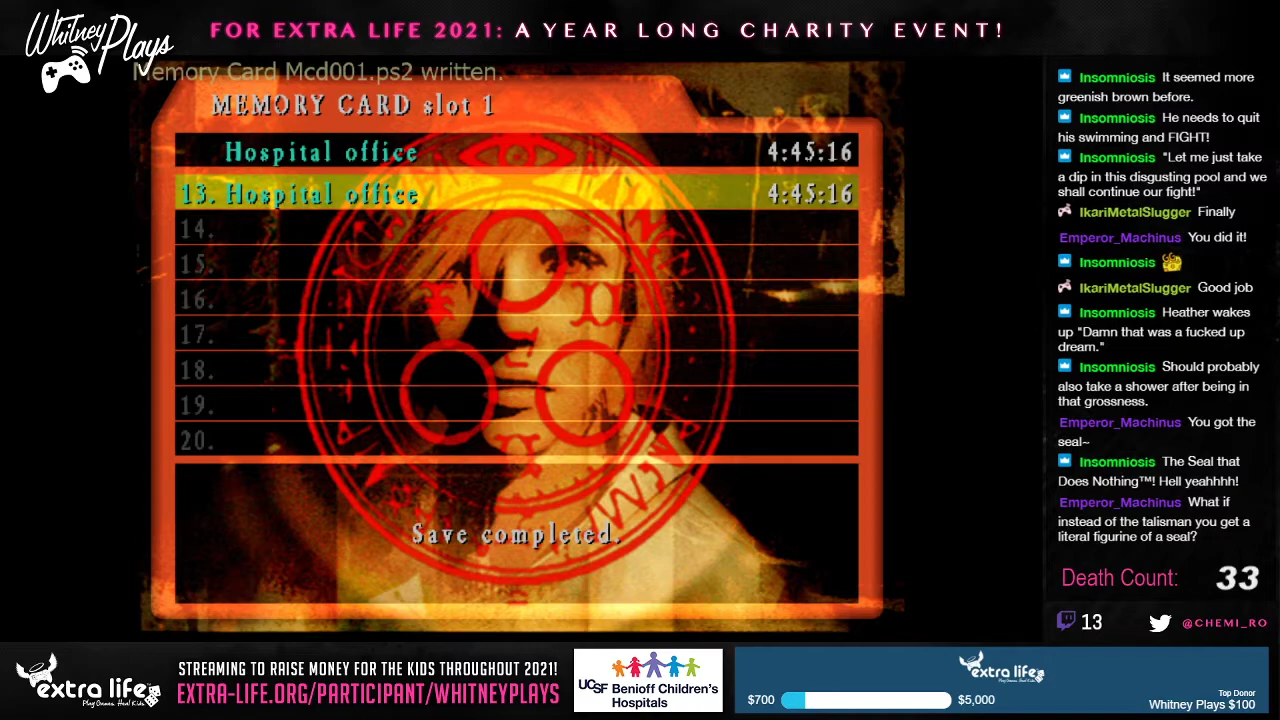 Whitney Plays
FOR EXTRA LIFE 2021: A YEAR LONG CHARITY EVENT!
Memory Card Mcd001.ps2 written.
MEMORY CARD slot 1
Hospital office 4:45:16
13. Hospital office 4:45:16
14.
15.
16.
17.
18.
19.
20.
Save completed.
Insomniosis It seemed more
greenish brown before.
Insomniosis He needs to quit
his swimming and FIGHT!
Insomniosis "Let me just take
a dip in this disgusting pool and we
shall continue our fight!"
IkariMetalSlugger Finally
Emperor_Machinus You did it!
Insomniosis
IkariMetalSlugger Good job
Insomniosis Heather wakes
up "Damn that was a fucked up
dream."
Insomniosis Should probably
also take a shower after being in
that grossness.
Emperor_Machinus You got the
seal~
Insomniosis The Seal that
Does Nothing™! Hell yeahhhh!
Emperor_Machinus What if
instead of the talisman you get a
literal figurine of a seal?
Death Count: 33
13 @CHEMI_RO
extra life
Play Games. Heal Kids.
STREAMING TO RAISE MONEY FOR THE KIDS THROUGHOUT 2021!
EXTRA-LIFE.ORG/PARTICIPANT/WHITNEYPLAYS
UCSF Benioff Children's
Hospitals
extra life
Play Games. Heal Kids.
$700 $5,000
Top Donor
Whitney Plays $100